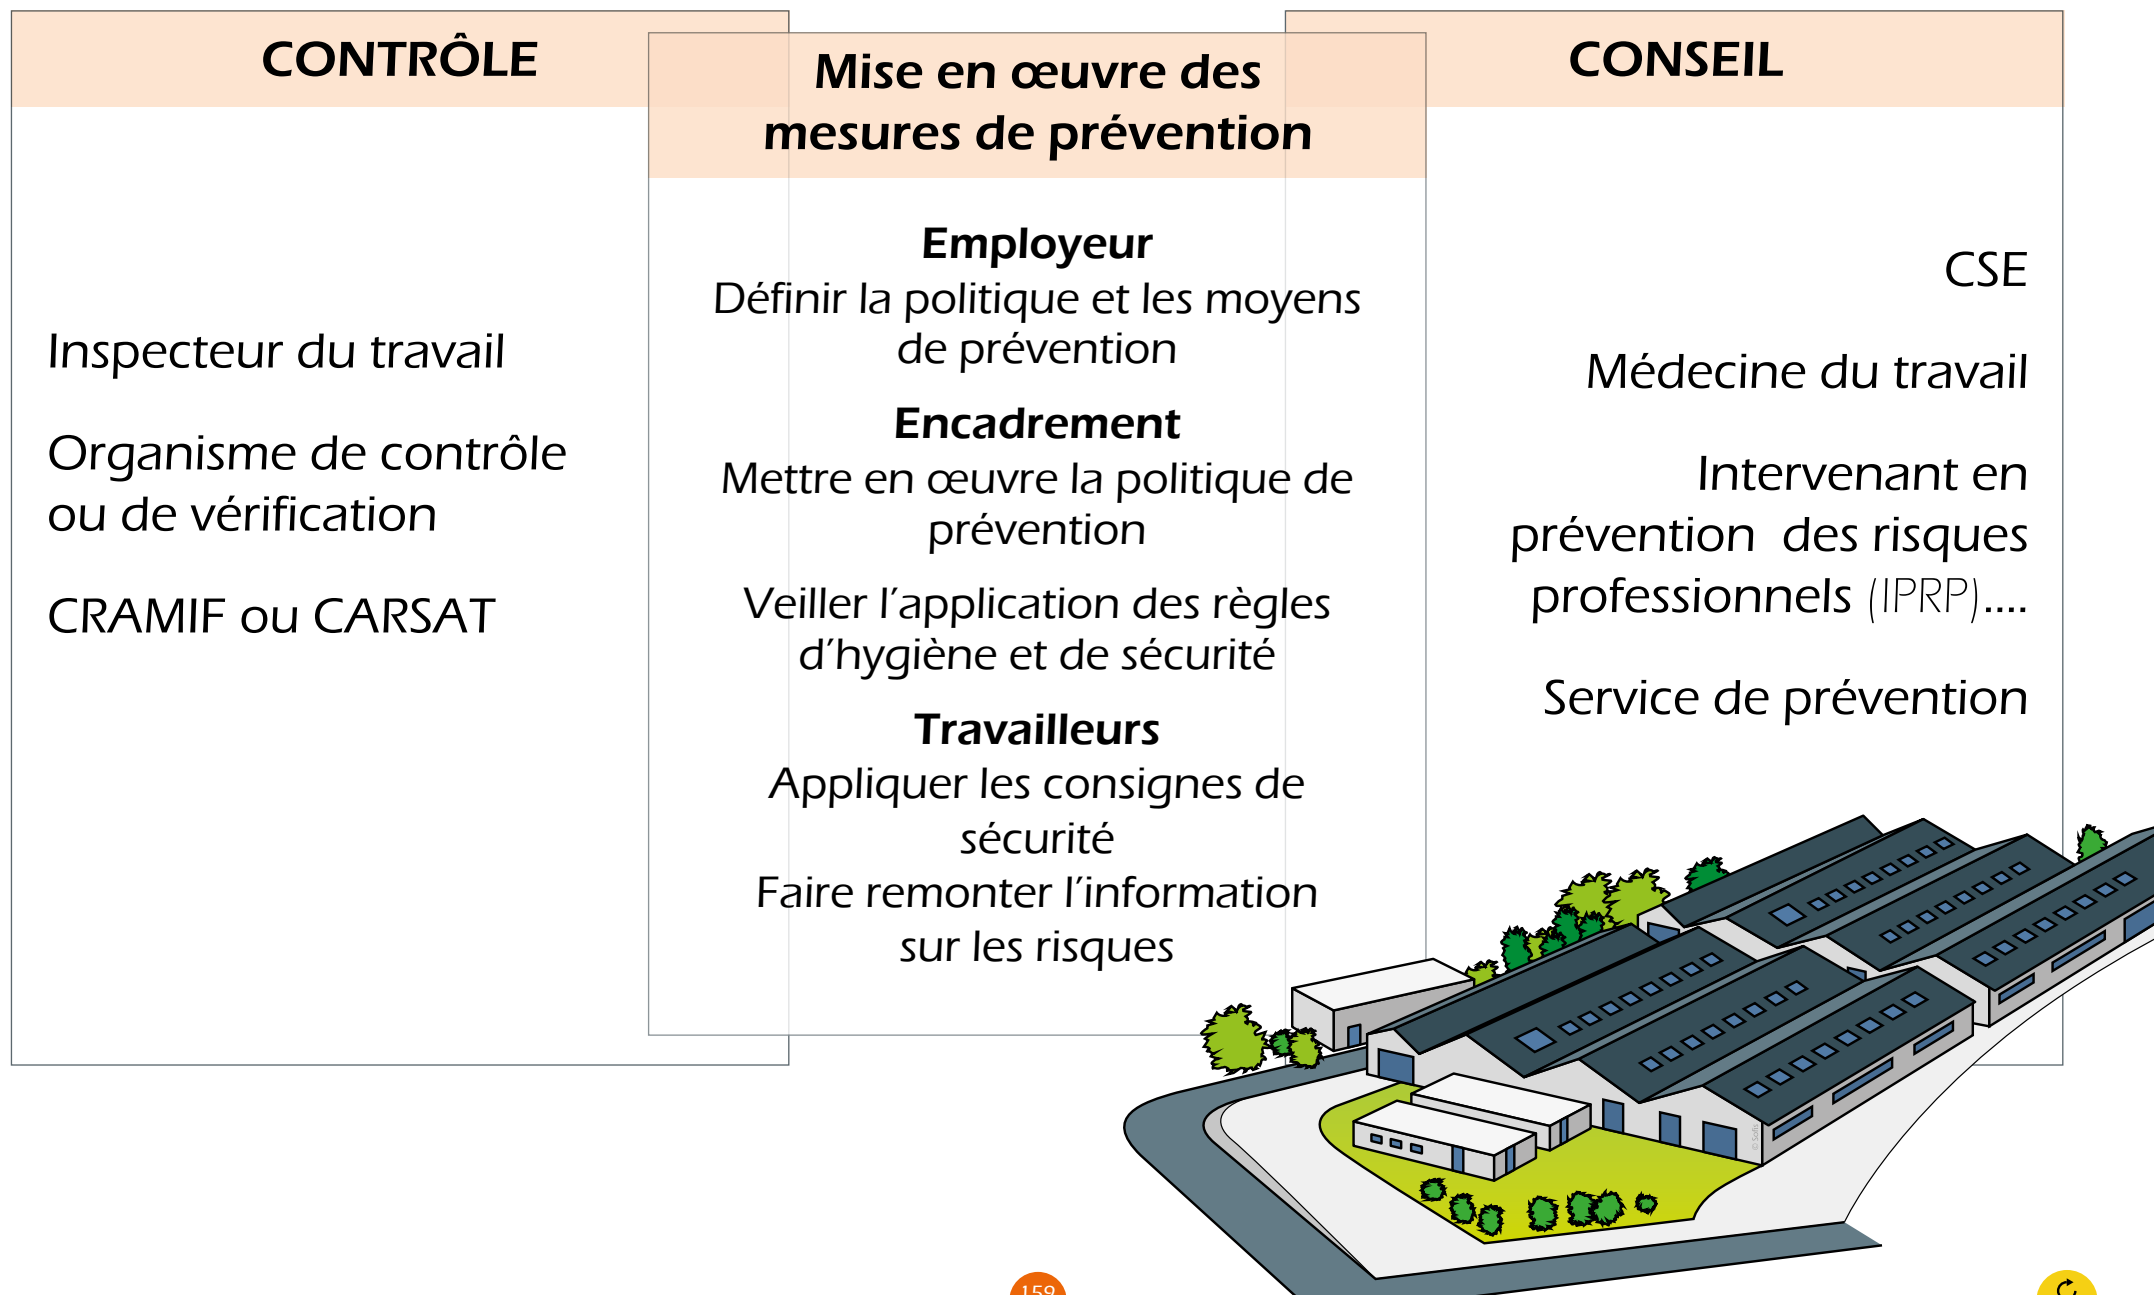 CONTRÔLE
Inspecteur du travail
Organisme de contrôle
ou de vérification
CRAMIF ou CARSAT
Mise en œuvre des
mesures de prévention
Employeur
Définir la politique et les moyens
de prévention
Encadrement
Mettre en œuvre la politique de
prévention
Veiller l’application des règles
d’hygiène et de sécurité
Travailleurs
Appliquer les consignes de
sécurité
Faire remonter l’information
sur les risques
CONSEIL
CSE
Médecine du travail
Intervenant en
prévention des risques
professionnels (IPRP)....
Service de prévention
© Sofis
159